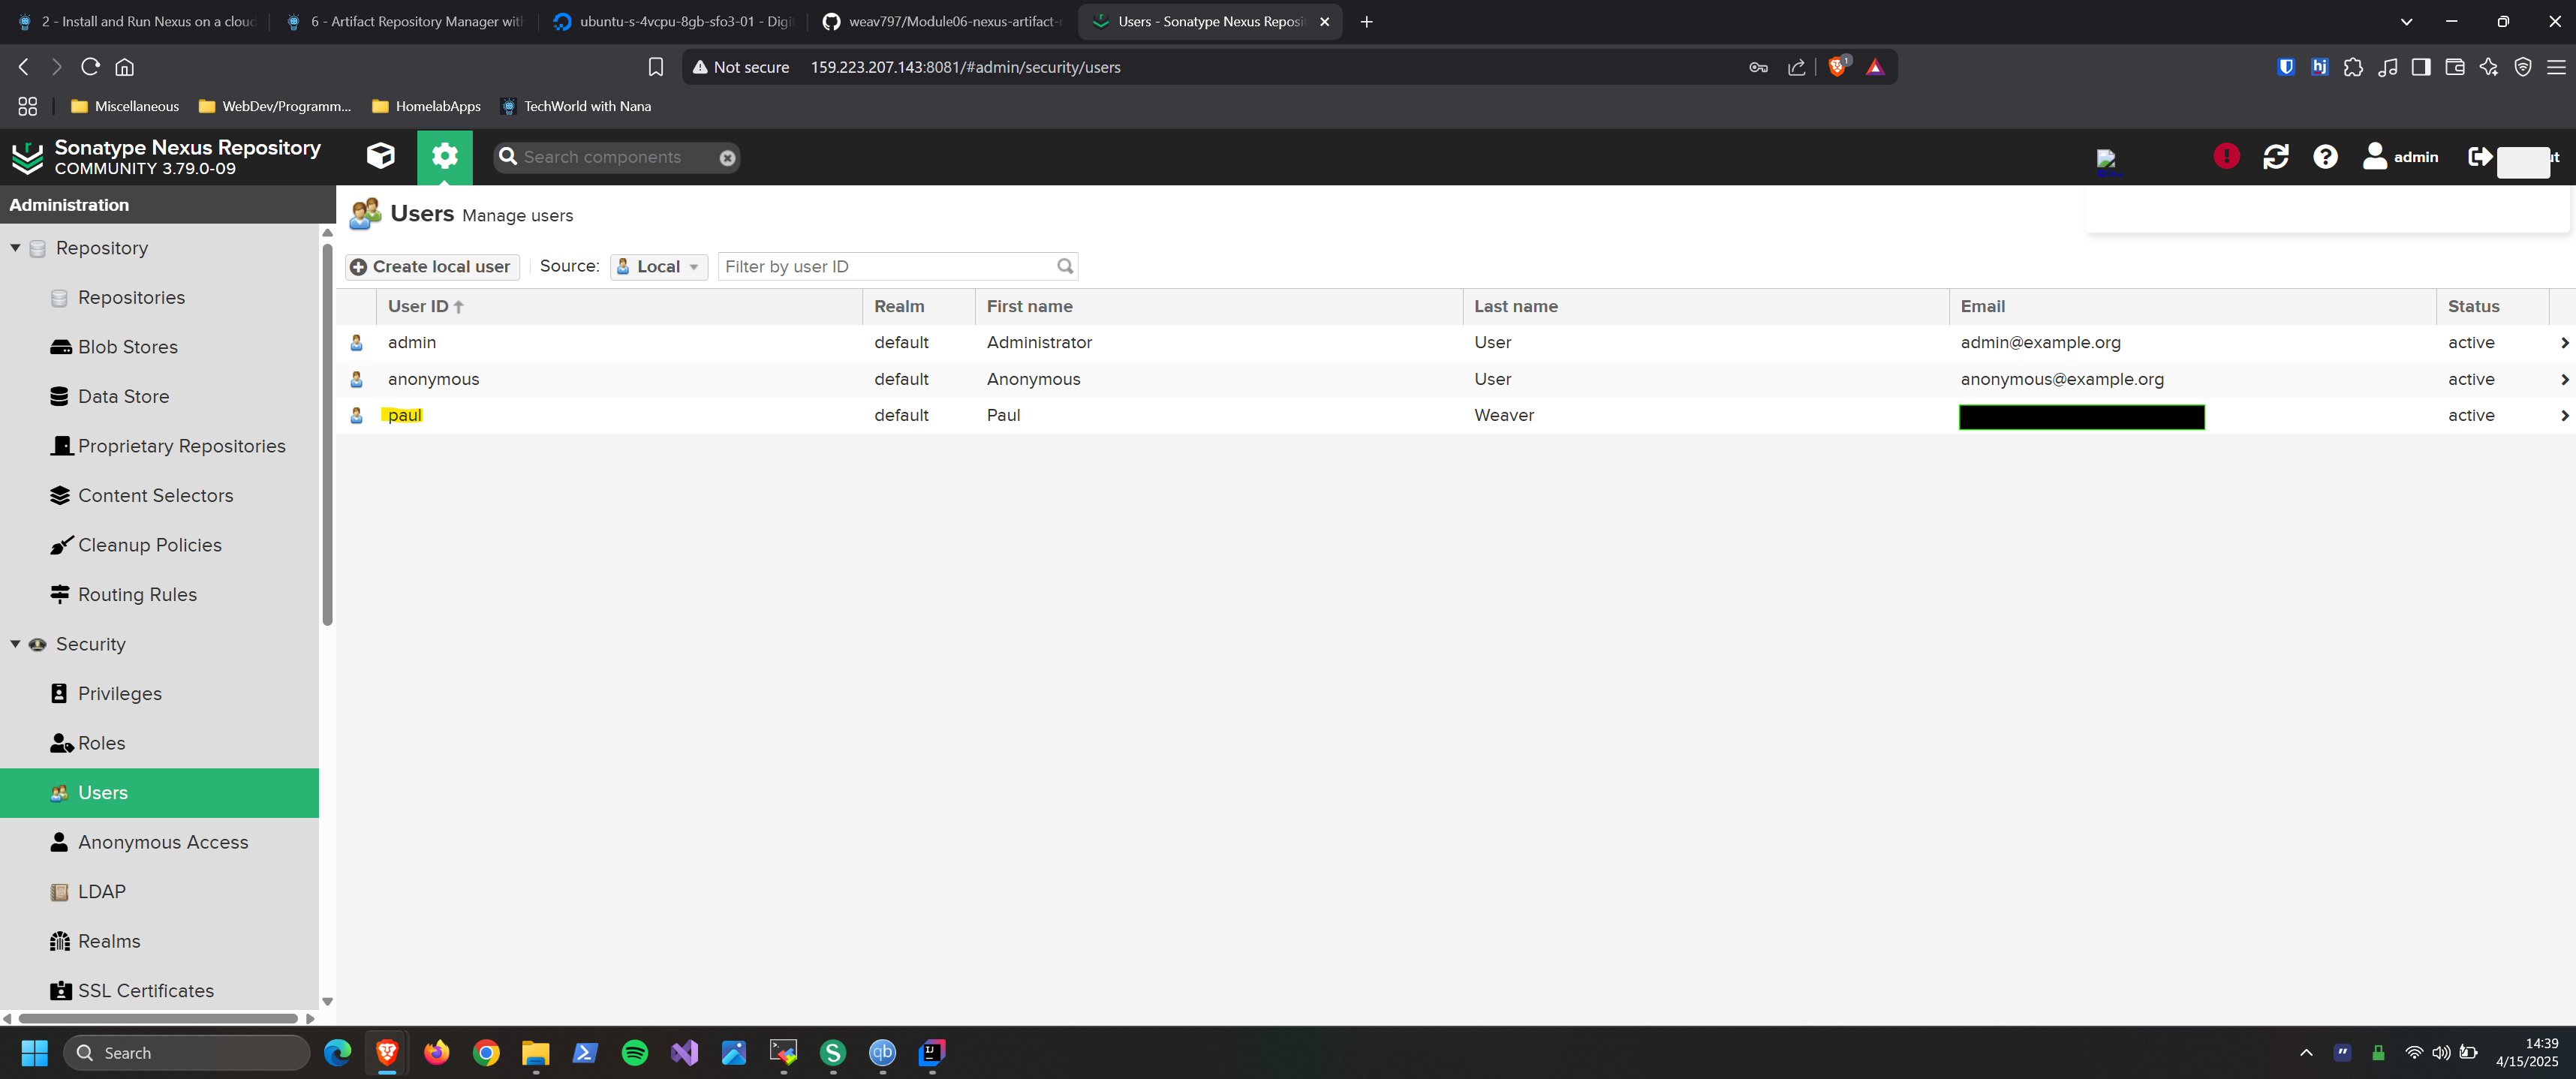 2 - Install and Run Nexus on a cloud
6 - Artifact Repository Manager with
ubuntu-s-4vcpu-8gb-sfo3-01 - Digi
weav797/Module06-nexus-artifact-r
Users - Sonatype Nexus Reposit
Not secure
159.223.207.143:8081/#admin/security/users
1
hj
Miscellaneous
WebDev/Programm...
HomelabApps
TechWorld with Nana
Sonatype Nexus Repository
COMMUNITY 3.79.0-09
Search components
admin
Administration
Users Manage users
Repository
Repositories
Blob Stores
Data Store
Proprietary Repositories
Content Selectors
Cleanup Policies
Routing Rules
Security
Privileges
Roles
Users
Anonymous Access
LDAP
Realms
SSL Certificates
Create local user
Source:
Local
Filter by user ID
User ID Realm First name Last name Email Status
admin default Administrator User admin@example.org active
anonymous default Anonymous User anonymous@example.org active
paul default Paul Weaver active
Search
qb
14:39
4/15/2025